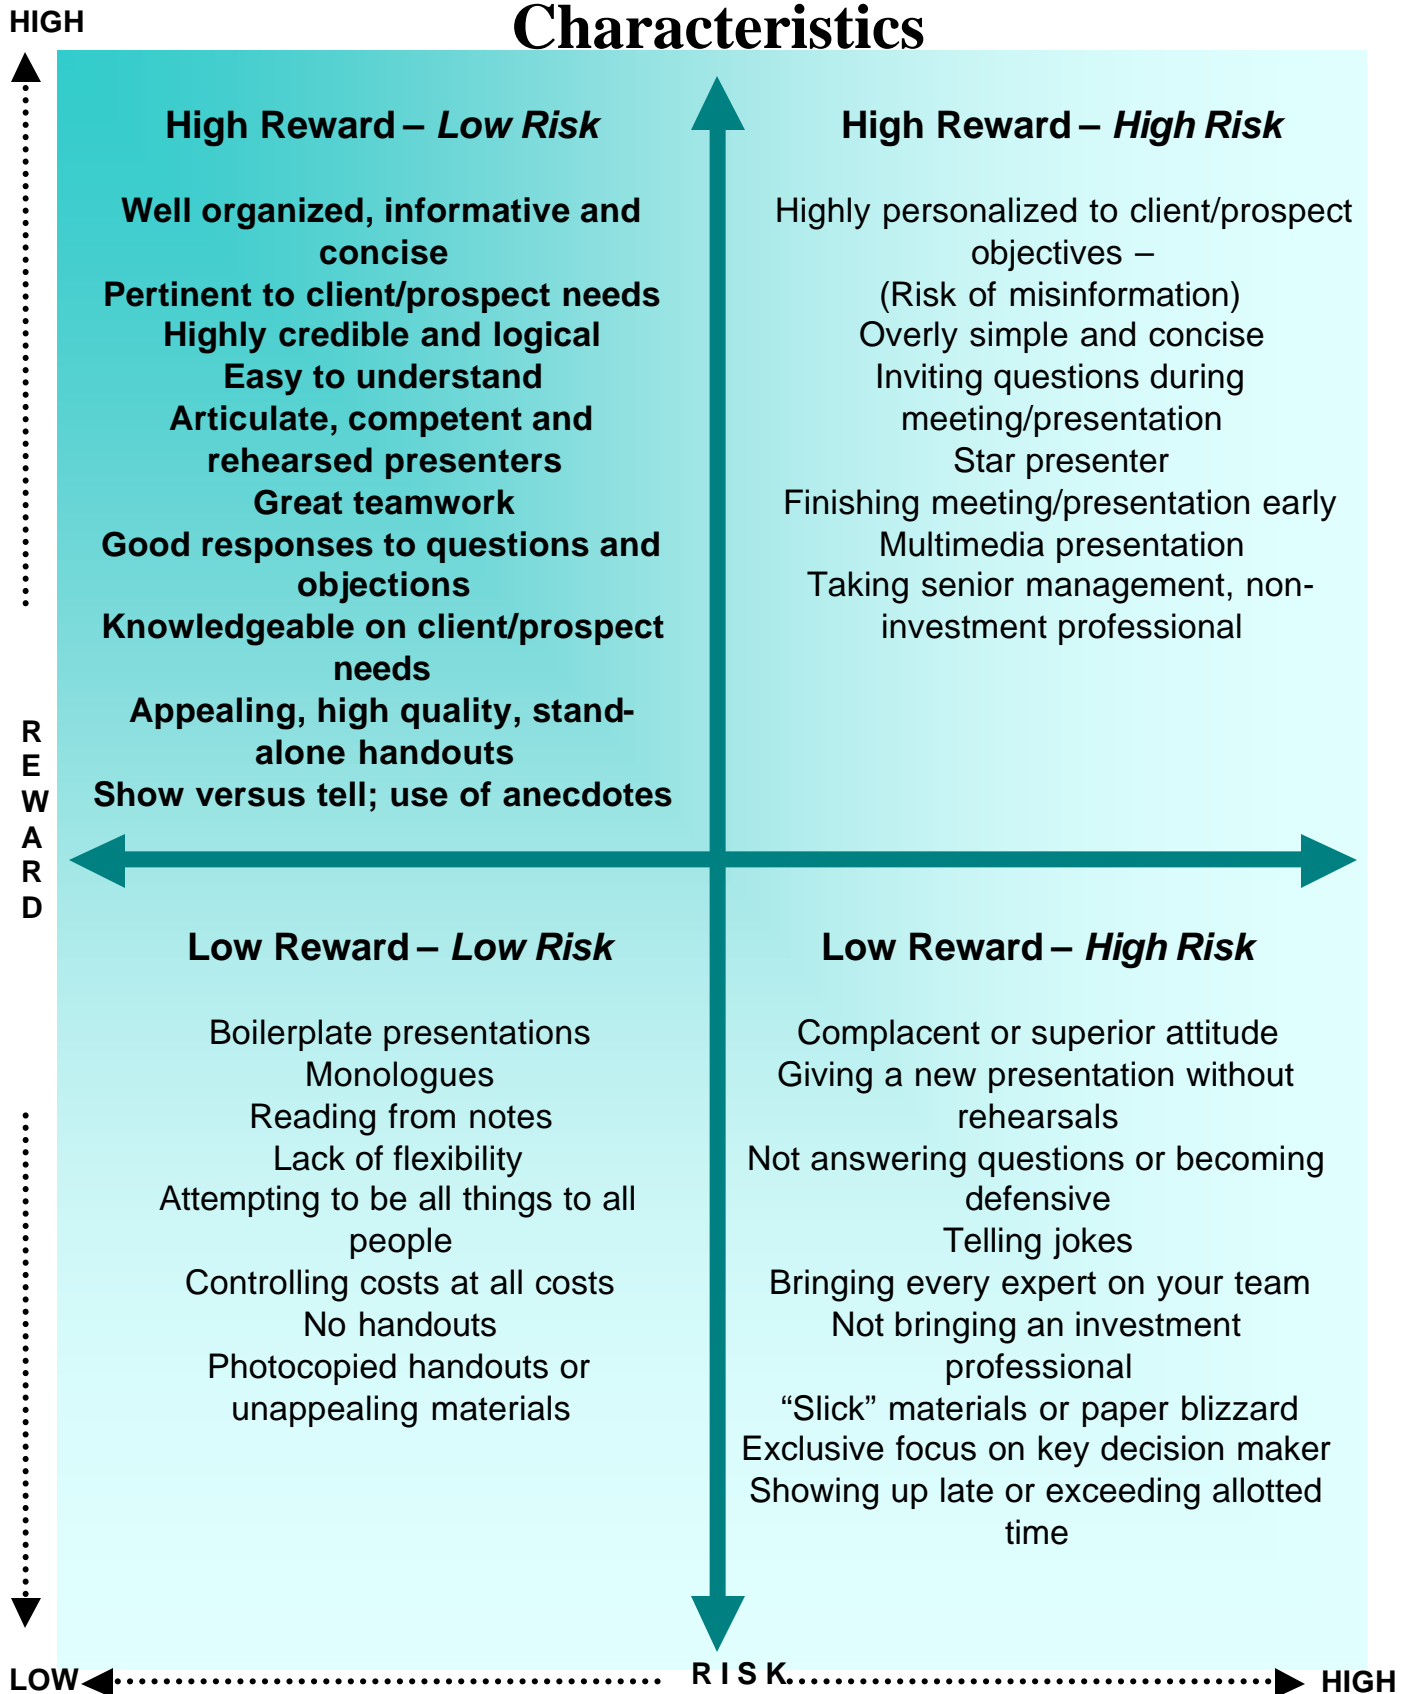 HIGH
Characteristics
High Reward – Low Risk
Well organized, informative and
concise
Pertinent to client/prospect needs
Highly credible and logical
Easy to understand
Articulate, competent and
rehearsed presenters
Great teamwork
Good responses to questions and
objections
Knowledgeable on client/prospect
needs
Appealing, high quality, stand-
alone handouts
Show versus tell; use of anecdotes
High Reward – High Risk
Highly personalized to client/prospect
objectives –
(Risk of misinformation)
Overly simple and concise
Inviting questions during
meeting/presentation
Star presenter
Finishing meeting/presentation early
Multimedia presentation
Taking senior management, non-
investment professional
R
E
W
A
R
D
Low Reward – Low Risk
Boilerplate presentations
Monologues
Reading from notes
Lack of flexibility
Attempting to be all things to all
people
Controlling costs at all costs
No handouts
Photocopied handouts or
unappealing materials
Low Reward – High Risk
Complacent or superior attitude
Giving a new presentation without
rehearsals
Not answering questions or becoming
defensive
Telling jokes
Bringing every expert on your team
Not bringing an investment
professional
“Slick” materials or paper blizzard
Exclusive focus on key decision maker
Showing up late or exceeding allotted
time
LOW
R I S K
HIGH